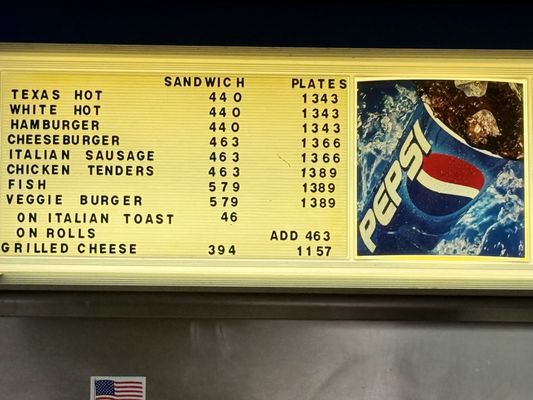 SANDWICH PLATES
TEXAS HOT 440 1343
WHITE HOT 440 1343
HAMBURGER 440 1343
CHEESEBURGER 463 1366
ITALIAN SAUSAGE 463 1366
CHICKEN TENDERS 463 1389
FISH 579 1389
VEGGIE BURGER 579 1389
ON ITALIAN TOAST 46
ON ROLLS ADD 463
GRILLED CHEESE 394 1157
PEPSI